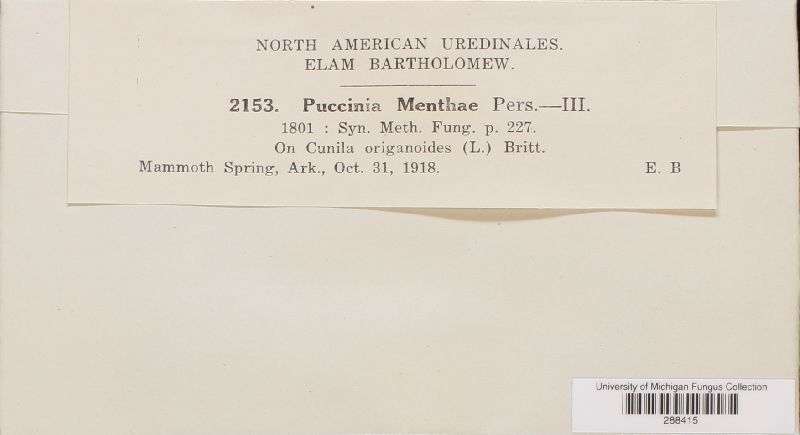 NORTH AMERICAN UREDINALES.
ELAM BARTHOLOMEW.
2153. Puccinia Menthae Pers.—III.
1801 : Syn. Meth. Fung. p. 227.
On Cunila origanoides (L.) Britt.
Mammoth Spring, Ark., Oct. 31, 1918. E. B
University of Michigan Fungus Collection
288415